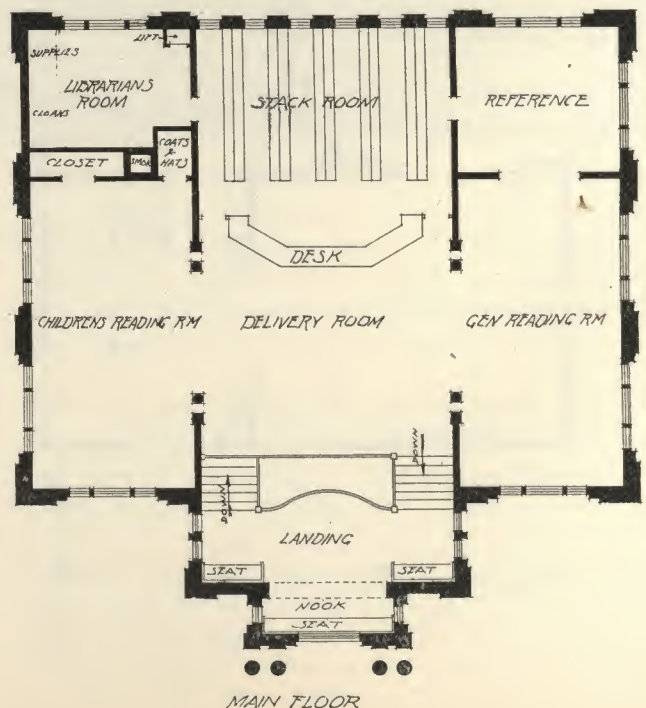 LIFT
SUPPLIES
LIBRARIANS
ROOM
STACK ROOM
REFERENCE
CLOAKS
COATS
&
HATS
CLOSET
SMOK
DESK
CHILDRENS READING RM
DELIVERY ROOM
GEN READING RM
DOWN
DOWN
LANDING
SEAT
SEAT
NOOK
SEAT
MAIN FLOOR